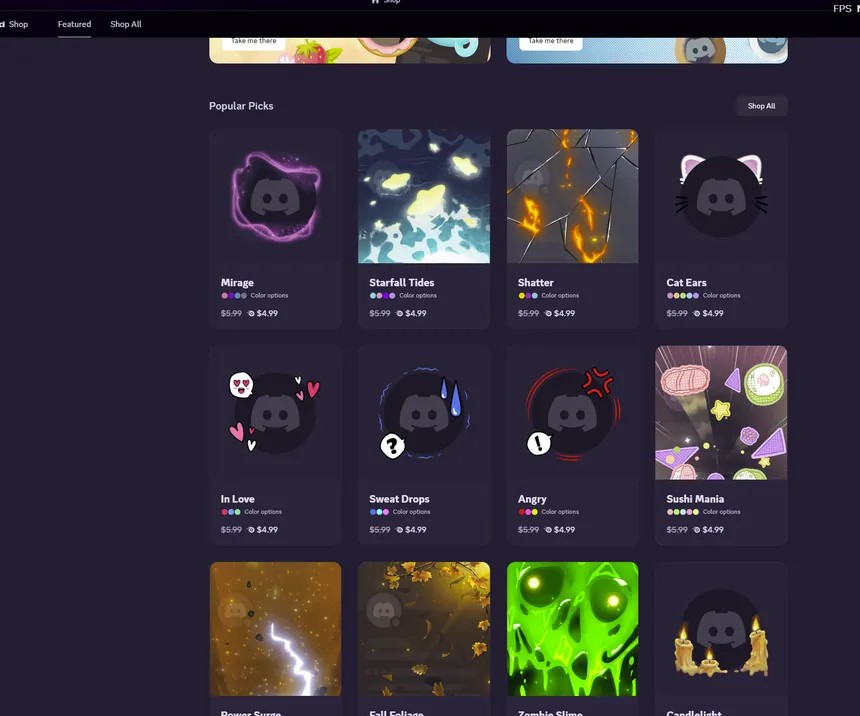 Shop
FPS
Shop
Featured
Shop All
Take me there
Take me there
Popular Picks
Shop All
Mirage
Color options
$5.99 $4.99
Starfall Tides
Color options
$5.99 $4.99
Shatter
Color options
$5.99 $4.99
Cat Ears
Color options
$5.99 $4.99
In Love
Color options
$5.99 $4.99
Sweat Drops
Color options
$5.99 $4.99
Angry
Color options
$5.99 $4.99
Sushi Mania
Color options
$5.99 $4.99
Power Surge
Fall Foliage
Zombie Slime
Candlelight